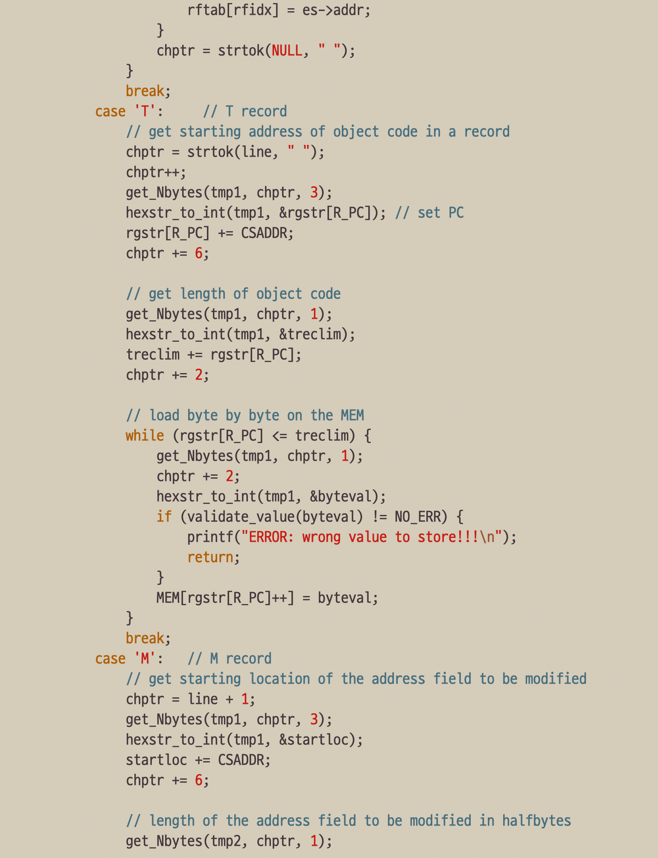 rftab[rfidx] = es->addr;
}
chptr = strtok(NULL, " ");
}
break;
case 'T':     // T record
// get starting address of object code in a record
chptr = strtok(line, " ");
chptr++;
get_Nbytes(tmp1, chptr, 3);
hexstr_to_int(tmp1, &rgstr[R_PC]); // set PC
rgstr[R_PC] += CSADDR;
chptr += 6;
// get length of object code
get_Nbytes(tmp1, chptr, 1);
hexstr_to_int(tmp1, &treclim);
treclim += rgstr[R_PC];
chptr += 2;
// load byte by byte on the MEM
while (rgstr[R_PC] <= treclim) {
get_Nbytes(tmp1, chptr, 1);
chptr += 2;
hexstr_to_int(tmp1, &byteval);
if (validate_value(byteval) != NO_ERR) {
printf("ERROR: wrong value to store!!!\n");
return;
}
MEM[rgstr[R_PC]++] = byteval;
}
break;
case 'M':   // M record
// get starting location of the address field to be modified
chptr = line + 1;
get_Nbytes(tmp1, chptr, 3);
hexstr_to_int(tmp1, &startloc);
startloc += CSADDR;
chptr += 6;
// length of the address field to be modified in halfbytes
get_Nbytes(tmp2, chptr, 1);